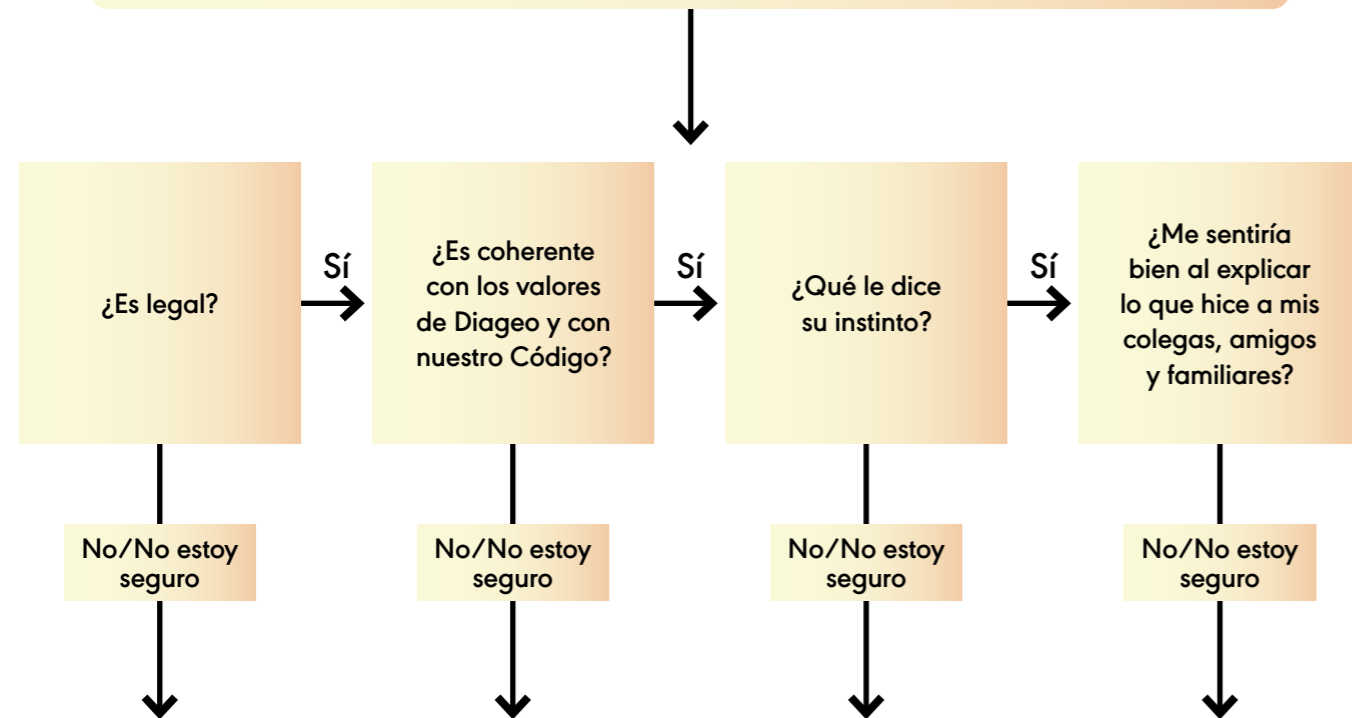 ¿Es legal?
Sí
¿Es coherente
con los valores
de Diageo y con
nuestro Código?
Sí
¿Qué le dice
su instinto?
Sí
¿Me sentiría
bien al explicar
lo que hice a mis
colegas, amigos
y familiares?
No/No estoy
seguro
No/No estoy
seguro
No/No estoy
seguro
No/No estoy
seguro